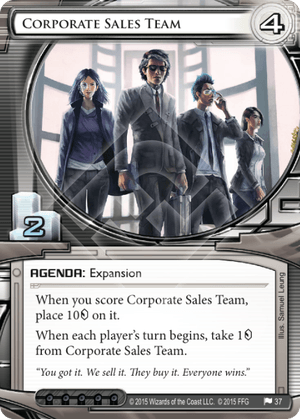 Corporate Sales Team
4
2
AGENDA: Expansion
When you score Corporate Sales Team,
place 10 on it.
When each player's turn begins, take 1
from Corporate Sales Team.
"You got it. We sell it. They buy it. Everyone wins."
Illus: Samuel Leung
© 2015 Wizards of the Coast LLC. © 2015 FFG 37